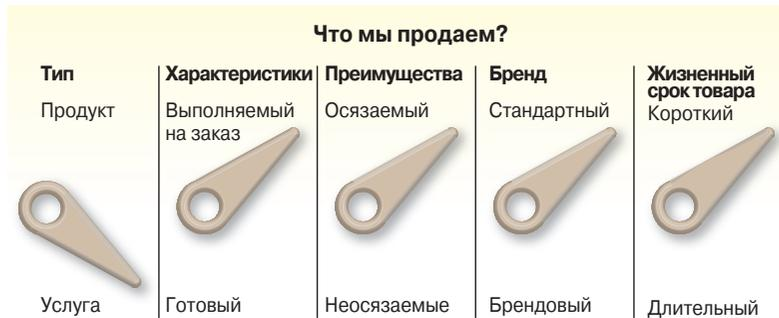 Что мы продаем?
Тип
Продукт
Услуга
Характеристики
Выполняемый
на заказ
Готовый
Преимущества
Осязаемый
Неосязаемые
Бренд
Стандартный
Брендовый
Жизненный
срок товара
Короткий
Длительный